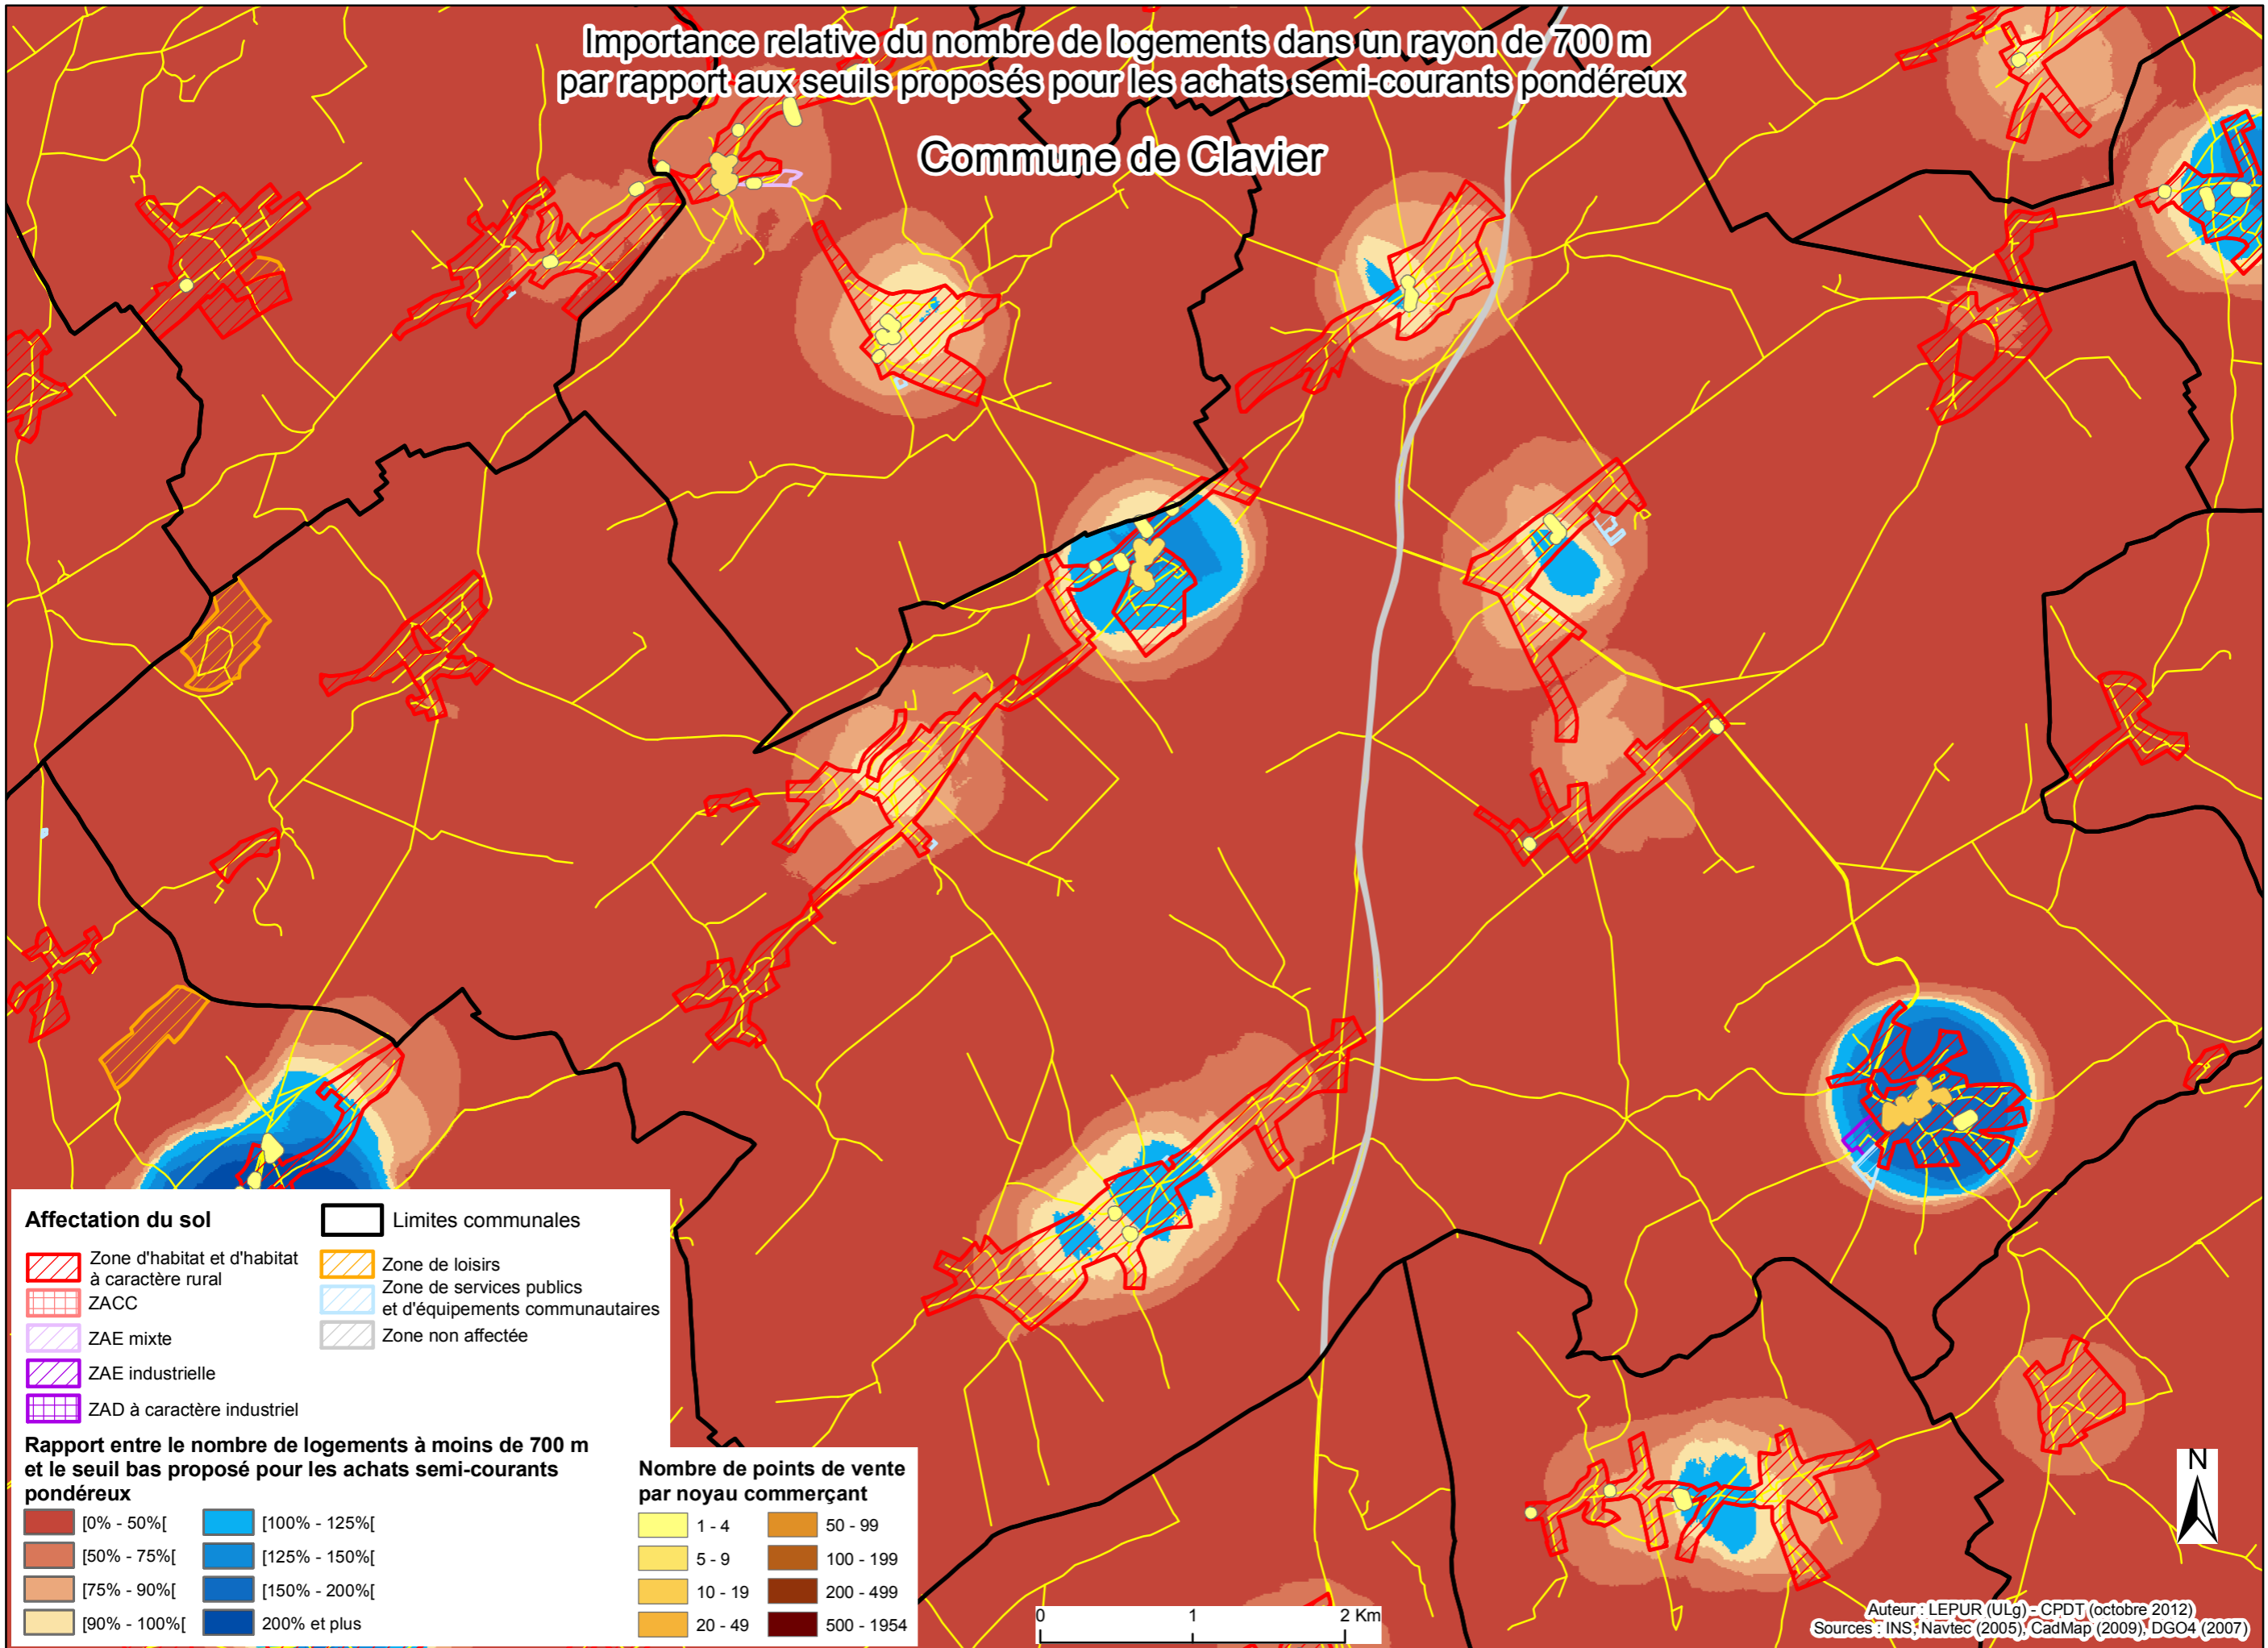 Importance relative du nombre de logements dans un rayon de 700 m
par rapport aux seuils proposés pour les achats semi-courants pondéreux
Commune de Clavier
Affectation du sol
Limites communales
Zone d'habitat et d'habitat
à caractère rural
ZACC
ZAE mixte
ZAE industrielle
ZAD à caractère industriel
Zone de loisirs
Zone de services publics
et d'équipements communautaires
Zone non affectée
Rapport entre le nombre de logements à moins de 700 m
et le seuil bas proposé pour les achats semi-courants
pondéreux
[0% - 50%[
[50% - 75%[
[75% - 90%[
[90% - 100%[
[100% - 125%[
[125% - 150%[
[150% - 200%[
200% et plus
Nombre de points de vente
par noyau commerçant
1 - 4
5 - 9
10 - 19
20 - 49
50 - 99
100 - 199
200 - 499
500 - 1954
0 1 2 Km
N
Auteur : LEPUR (ULg) - CPDT (octobre 2012)
Sources : INS, Navtec (2005), CadMap (2009), DGO4 (2007)